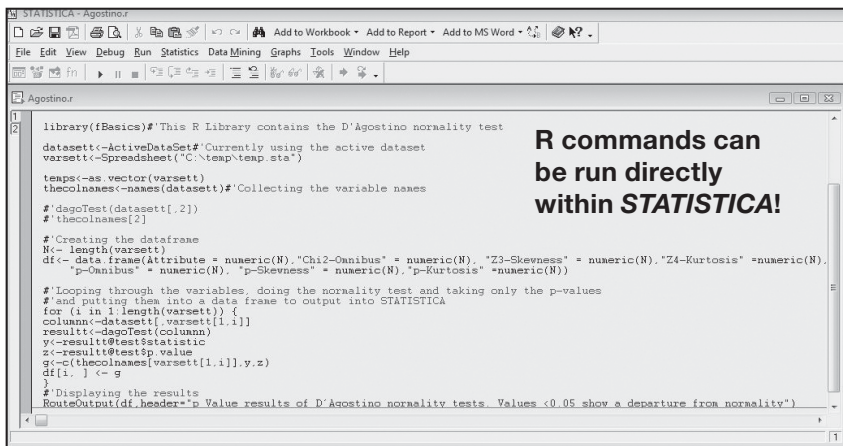 STATISTICA - Agostino.r
Add to Workbook Add to Report Add to MS Word
File Edit View Debug Run Statistics Data Mining Graphs Tools Window Help
fn
Agostino.r
1
2
library(fBasics)#'This R Library contains the D'Agostino normality test
datasett<-ActiveDataSet#'Currently using the active dataset
varsett<-Spreadsheet("C:\temp\temp.sta")
temps<-as.vector(varsett)
thecolnames<-names(datasett)#'Collecting the variable names
#'dagoTest(datasett[,2])
#'thecolnames[2]
#'Creating the dataframe
N<- length(varsett)
df<- data.frame(Attribute = numeric(N),"Chi2-Omnibus" = numeric(N), "Z3-Skewness" = numeric(N),"Z4-Kurtosis" =numeric(N),
"p-Omnibus" = numeric(N), "p-Skewness" = numeric(N),"p-Kurtosis" =numeric(N))
#'Looping through the variables, doing the normality test and taking only the p-values
#'and putting them into a data frame to output into STATISTICA
for (i in 1:length(varsett)) {
columnn<-datasett[,varsett[1,i]]
resultt<-dagoTest(columnn)
y<-resultt@test$statistic
z<-resultt@test$p.value
g<-c(thecolnames[varsett[1,i]],y,z)
df[i, ] <- g
}
#'Displaying the results
RouteOutput(df,header="p Value results of D'Agostino normality tests. Values <0.05 show a departure from normality")
R commands can
be run directly
within STATISTICA!
1